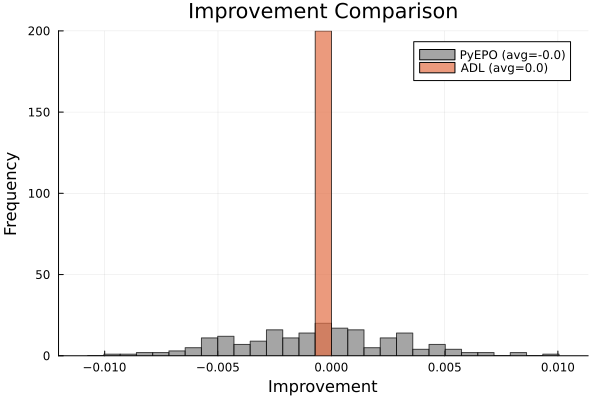 Improvement Comparison
200
150
100
50
0
Frequency
PyEPO (avg=-0.0)
ADL (avg=0.0)
−0.010
−0.005
0.000
0.005
0.010
Improvement